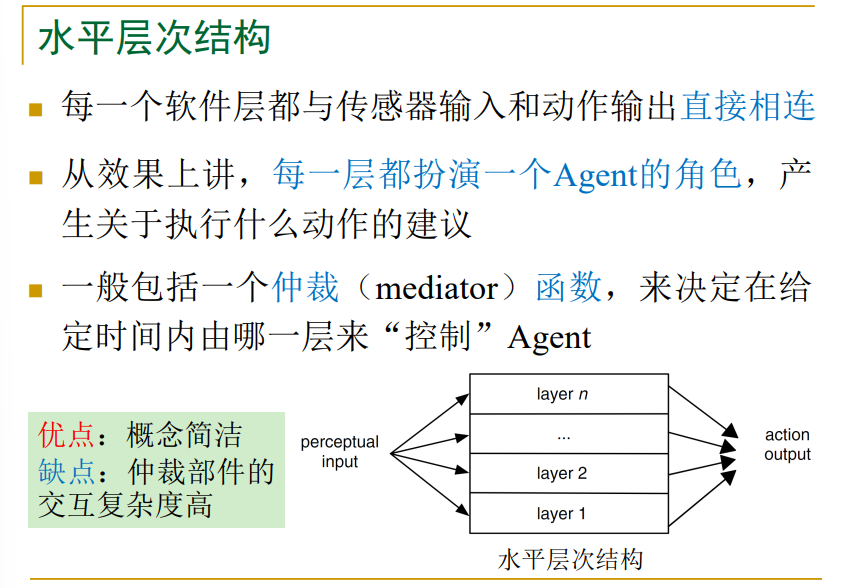 水平层次结构
每一个软件层都与传感器输入和动作输出直接相连
从效果上讲，每一层都扮演一个Agent的角色，产
生关于执行什么动作的建议
一般包括一个仲裁（mediator）函数，来决定在给
定时间内由哪一层来“控制”Agent
优点：概念简洁
缺点：仲裁部件的
交互复杂度高
perceptual
input
layer n
...
layer 2
layer 1
action
output
水平层次结构